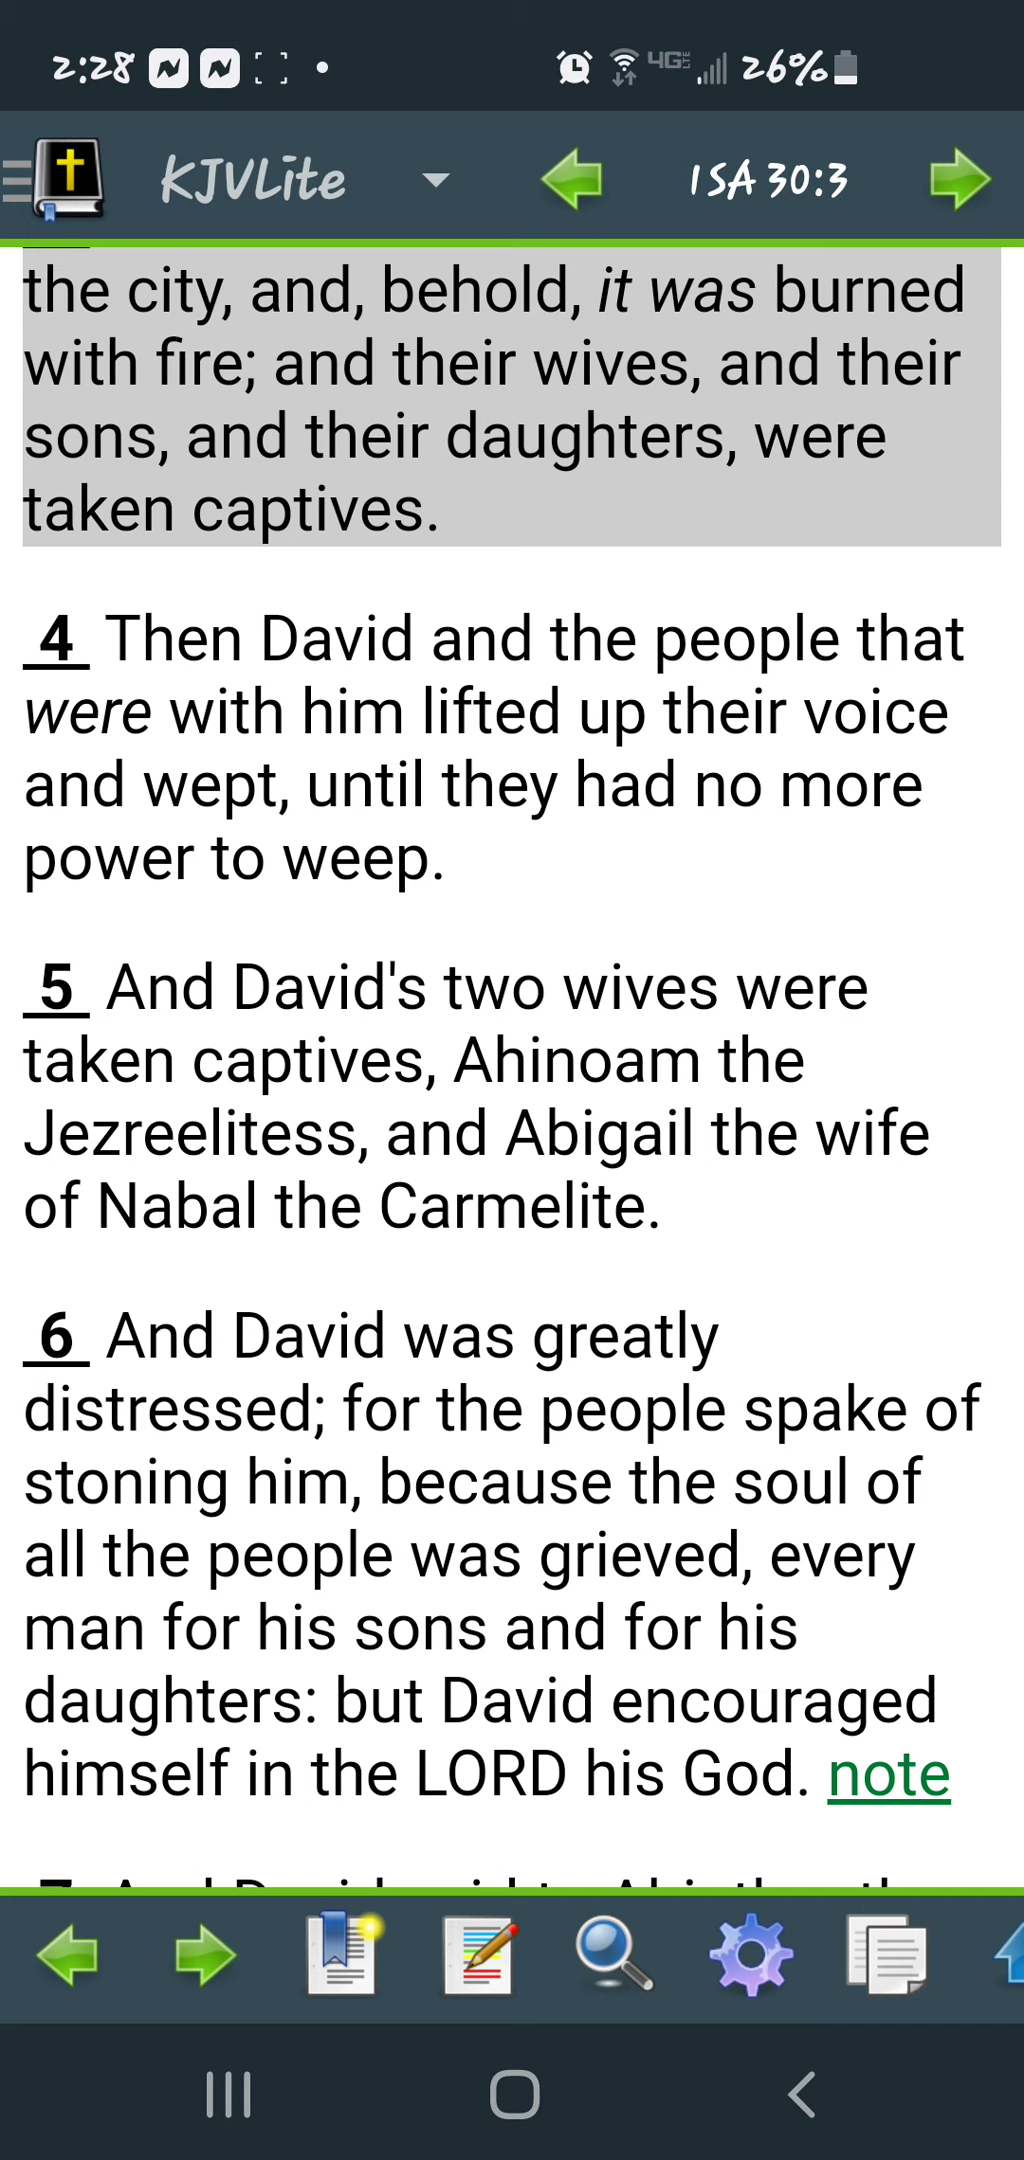 2:28 4G LTE 26%
KJVLite 1SA 30:3
the city, and, behold, it was burned
with fire; and their wives, and their
sons, and their daughters, were
taken captives.
4 Then David and the people that
were with him lifted up their voice
and wept, until they had no more
power to weep.
5 And David's two wives were
taken captives, Ahinoam the
Jezreelitess, and Abigail the wife
of Nabal the Carmelite.
6 And David was greatly
distressed; for the people spake of
stoning him, because the soul of
all the people was grieved, every
man for his sons and for his
daughters: but David encouraged
himself in the LORD his God. note